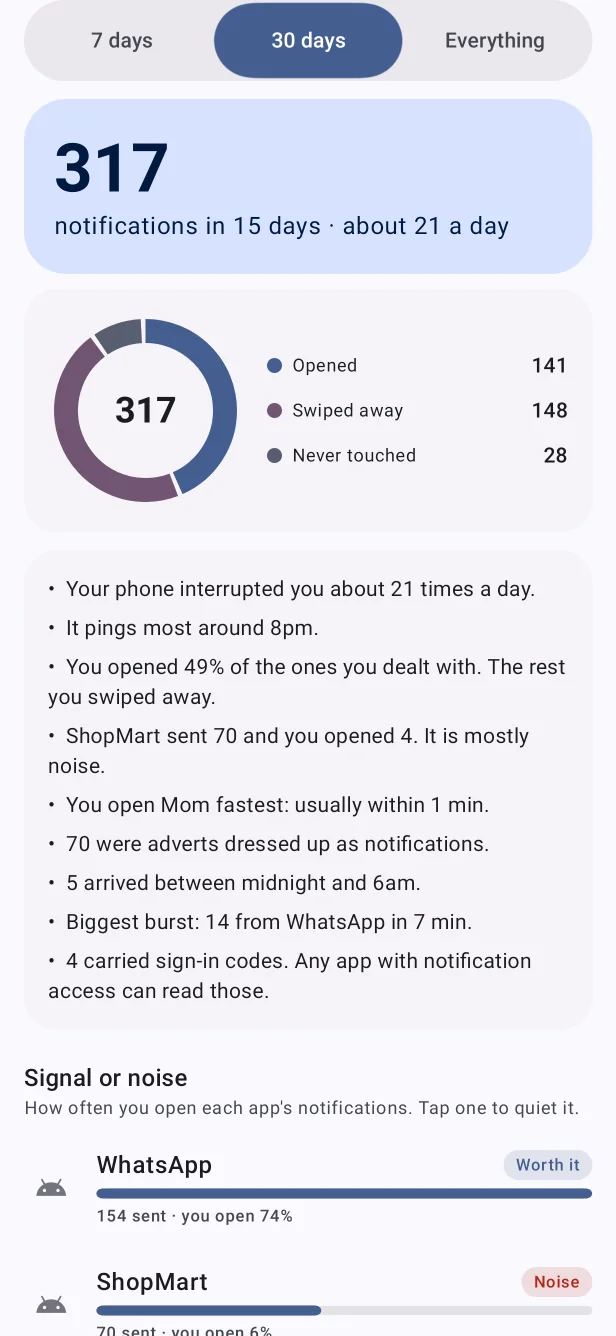 7 days
30 days
Everything
317
notifications in 15 days · about 21 a day
317
Opened 141
Swiped away 148
Never touched 28
• Your phone interrupted you about 21 times a day.
• It pings most around 8pm.
• You opened 49% of the ones you dealt with. The rest
you swiped away.
• ShopMart sent 70 and you opened 4. It is mostly
noise.
• You open Mom fastest: usually within 1 min.
• 70 were adverts dressed up as notifications.
• 5 arrived between midnight and 6am.
• Biggest burst: 14 from WhatsApp in 7 min.
• 4 carried sign-in codes. Any app with notification
access can read those.
Signal or noise
How often you open each app's notifications. Tap one to quiet it.
WhatsApp
Worth it
154 sent · you open 74%
ShopMart
Noise
70 sent · you open 6%